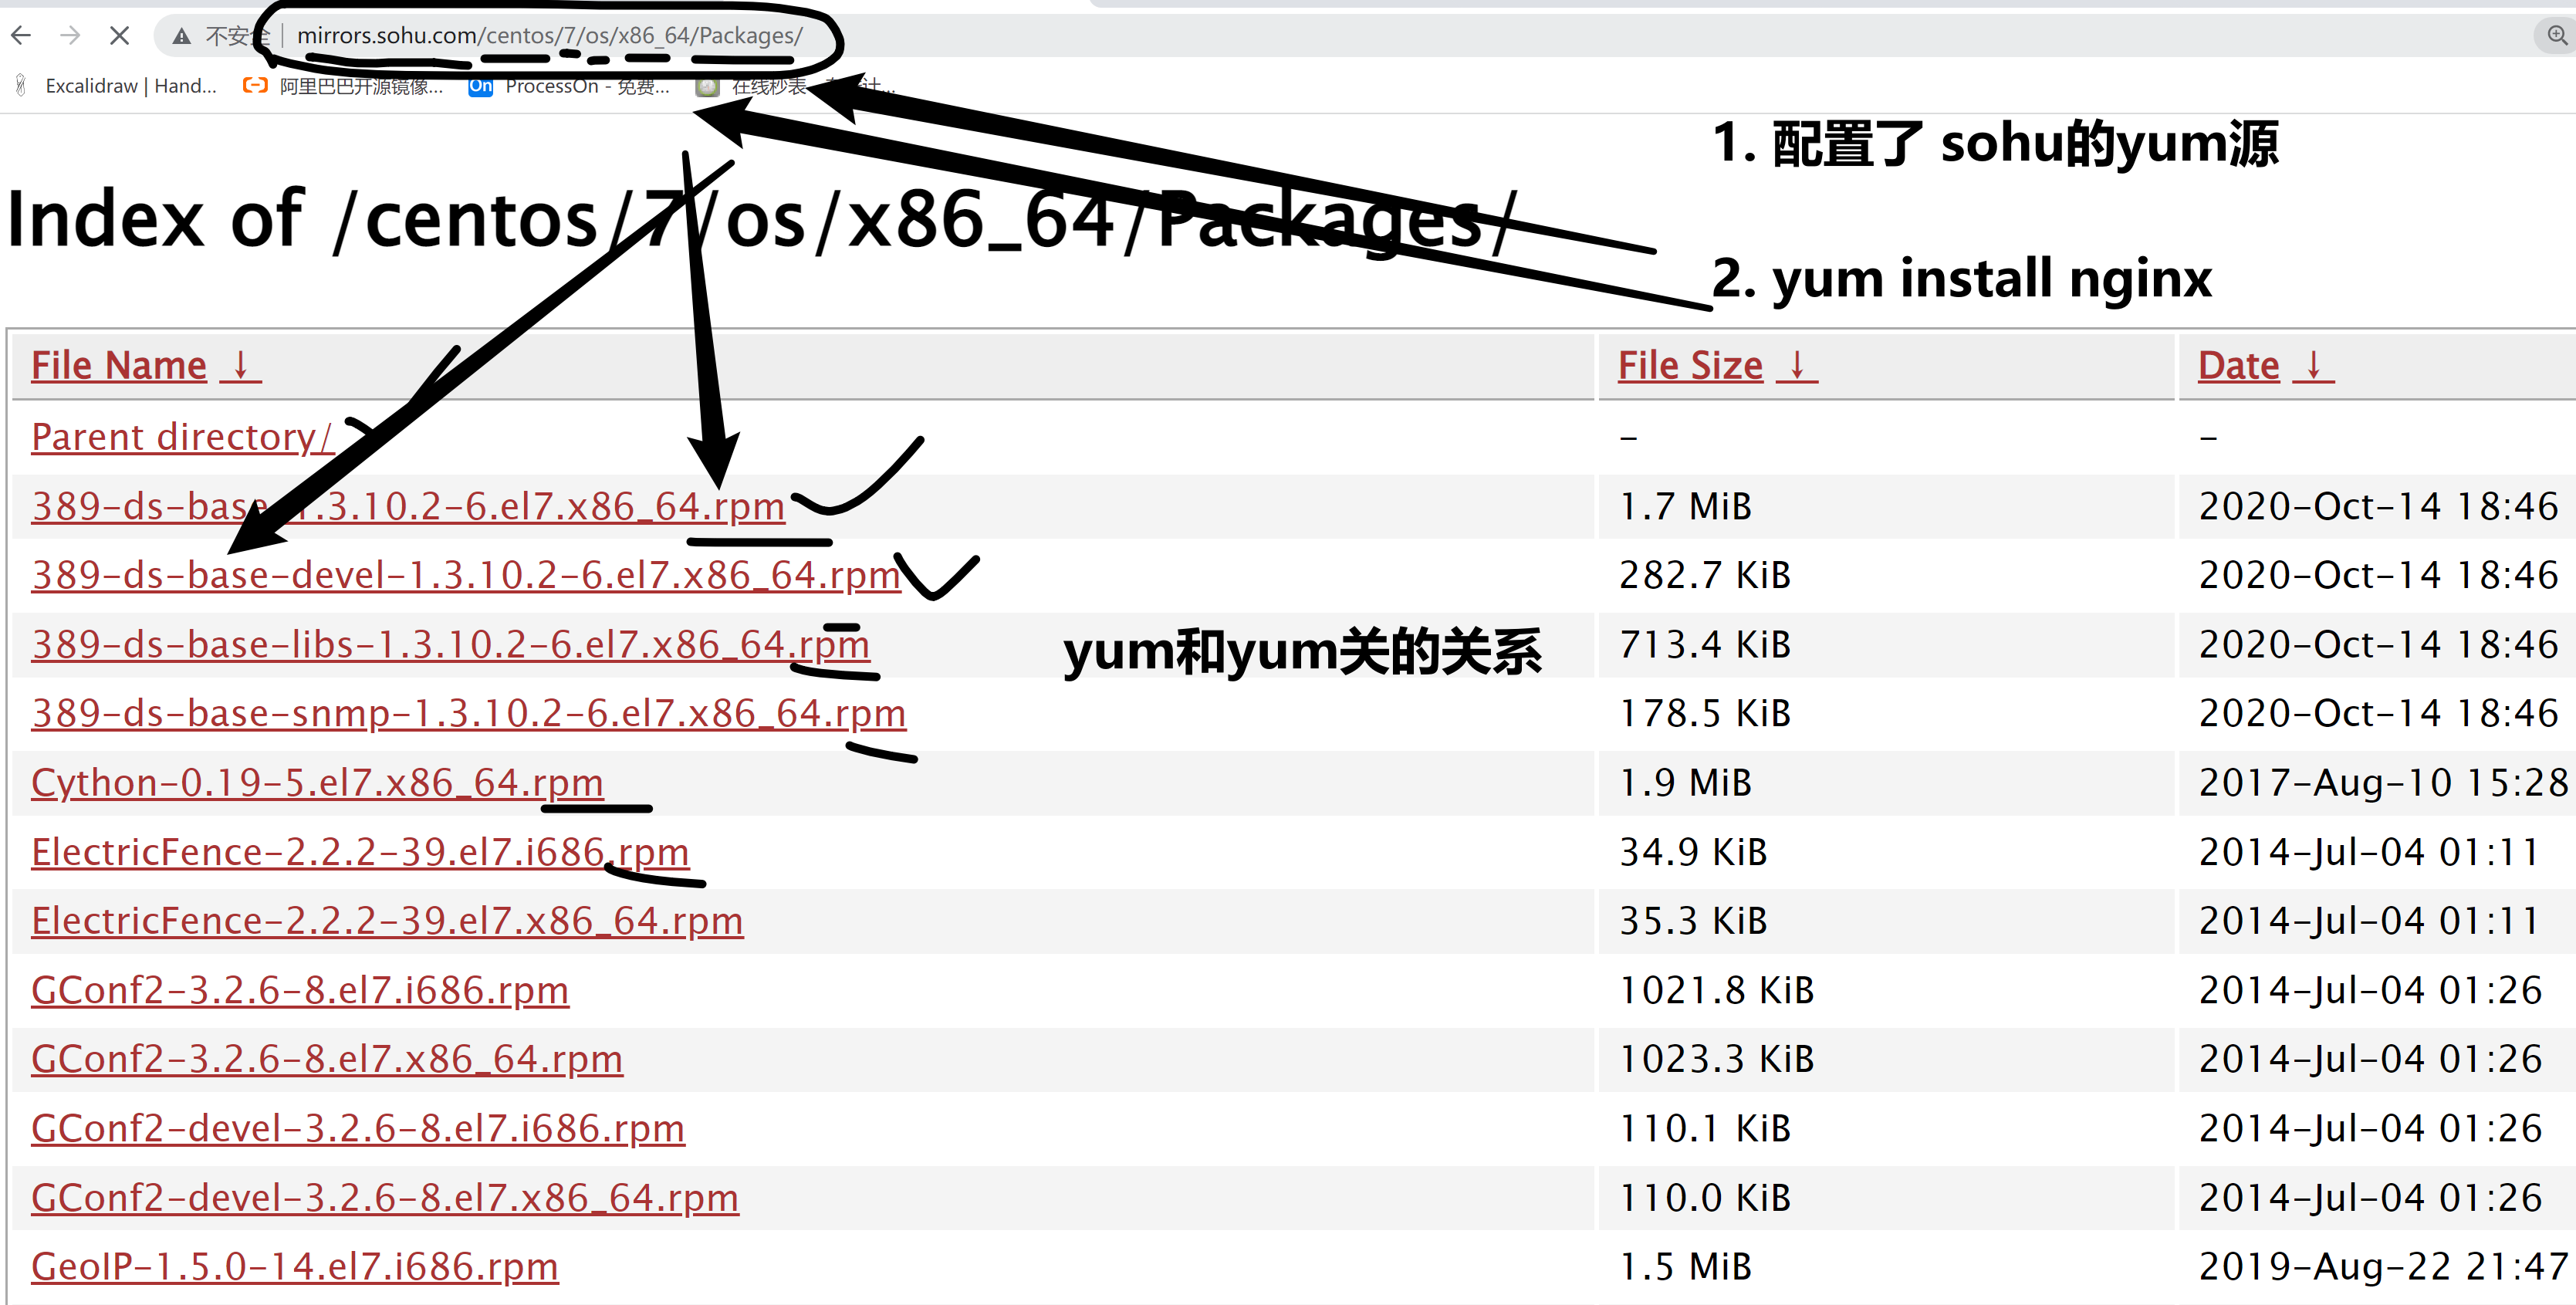 不安全 mirrors.sohu.com/centos/7/os/x86_64/Packages/
Excalidraw | Hand... 阿里巴巴开源镜像... On ProcessOn - 免费... 在线秒表
1. 配置了 sohu的yum源
Index of /centos/7/os/x86_64/Packages/
2. yum install nginx
File Name ↓ File Size ↓ Date ↓
Parent directory/ - -
389-ds-base-1.3.10.2-6.el7.x86_64.rpm 1.7 MiB 2020-Oct-14 18:46
389-ds-base-devel-1.3.10.2-6.el7.x86_64.rpm 282.7 KiB 2020-Oct-14 18:46
389-ds-base-libs-1.3.10.2-6.el7.x86_64.rpm 713.4 KiB 2020-Oct-14 18:46
yum和yum关的关系
389-ds-base-snmp-1.3.10.2-6.el7.x86_64.rpm 178.5 KiB 2020-Oct-14 18:46
Cython-0.19-5.el7.x86_64.rpm 1.9 MiB 2017-Aug-10 15:28
ElectricFence-2.2.2-39.el7.i686.rpm 34.9 KiB 2014-Jul-04 01:11
ElectricFence-2.2.2-39.el7.x86_64.rpm 35.3 KiB 2014-Jul-04 01:11
GConf2-3.2.6-8.el7.i686.rpm 1021.8 KiB 2014-Jul-04 01:26
GConf2-3.2.6-8.el7.x86_64.rpm 1023.3 KiB 2014-Jul-04 01:26
GConf2-devel-3.2.6-8.el7.i686.rpm 110.1 KiB 2014-Jul-04 01:26
GConf2-devel-3.2.6-8.el7.x86_64.rpm 110.0 KiB 2014-Jul-04 01:26
GeoIP-1.5.0-14.el7.i686.rpm 1.5 MiB 2019-Aug-22 21:47